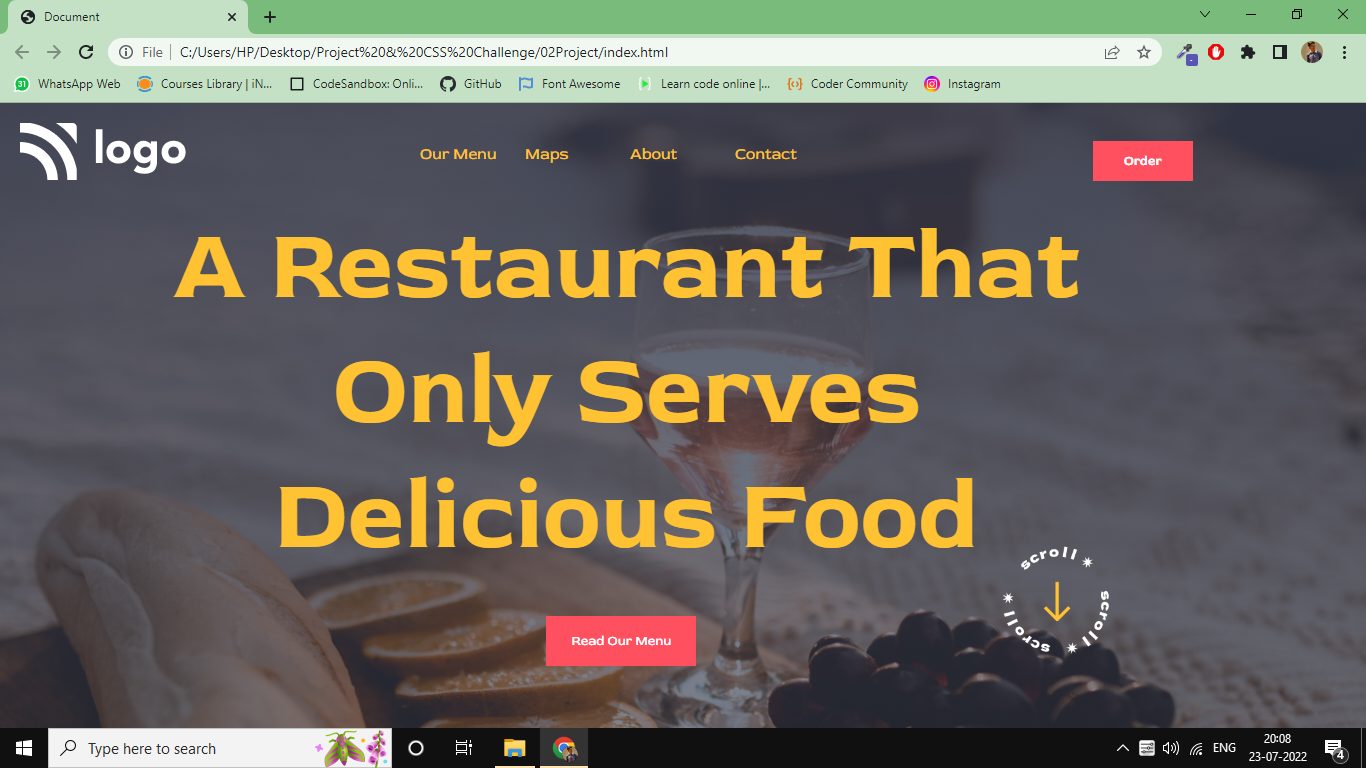 Document
File
C:/Users/HP/Desktop/Project%20&%20CSS%20Challenge/02Project/index.html
31 WhatsApp Web
Courses Library | iN...
CodeSandbox: Onli...
GitHub
Font Awesome
Learn code online |...
Coder Community
Instagram
logo
Our Menu
Maps
About
Contact
Order
A Restaurant That
Only Serves
Delicious Food
scroll ✷ scroll ✷ scroll ✷
Read Our Menu
Type here to search
ENG
20:08
23-07-2022
4